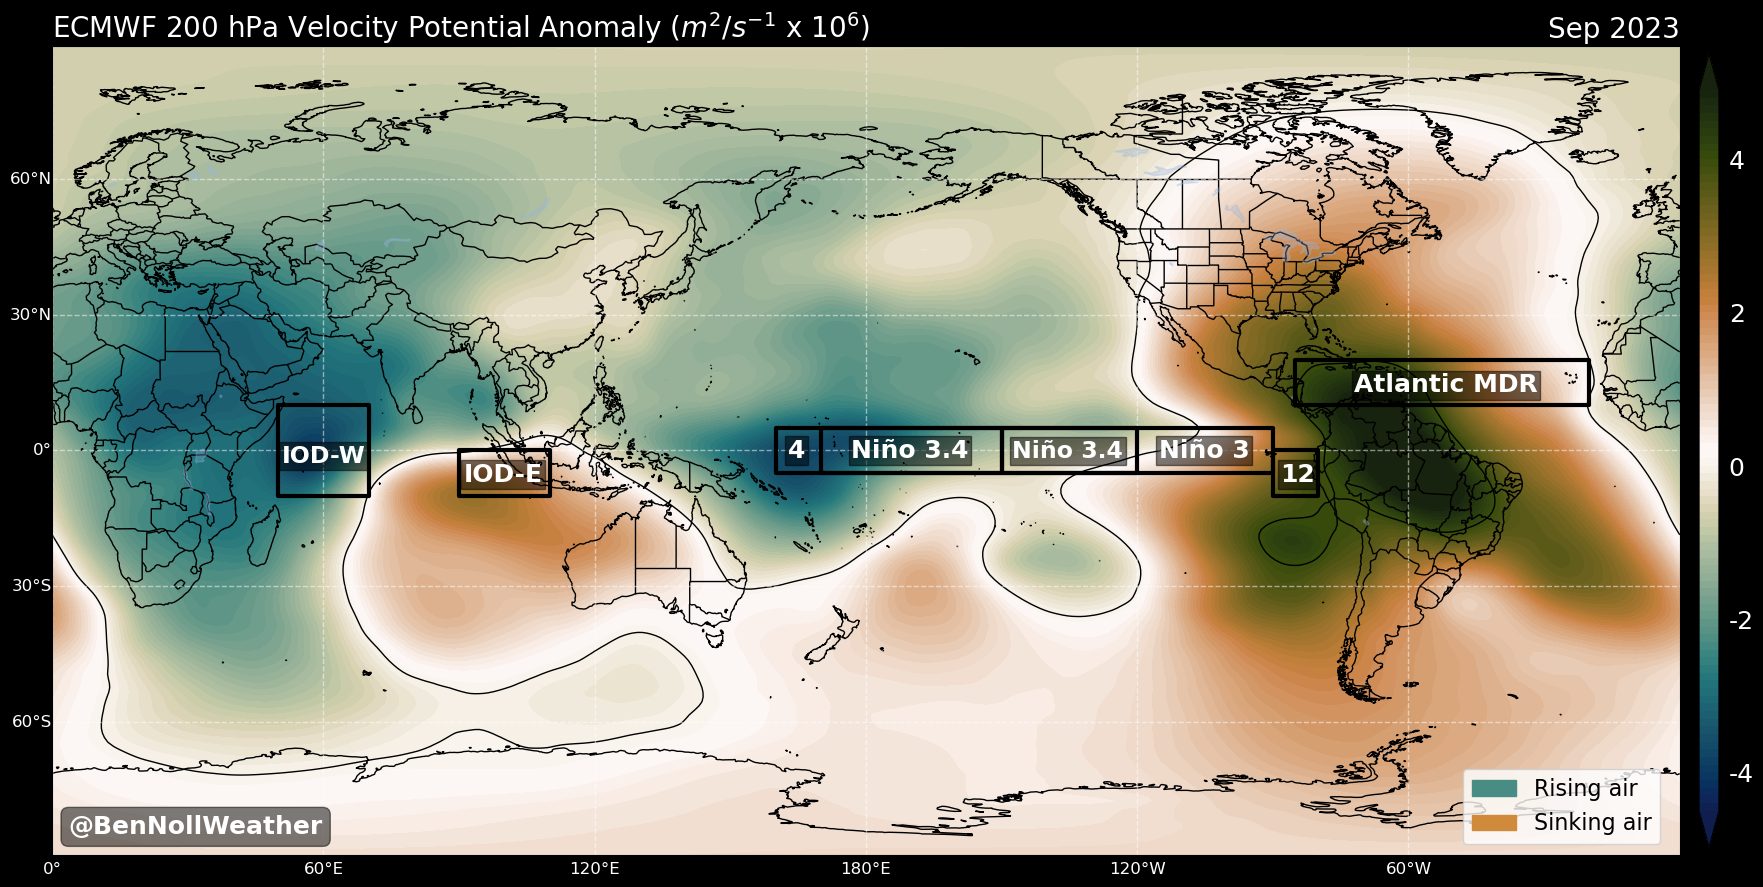 ECMWF 200 hPa Velocity Potential Anomaly (m²/s⁻¹ x 10⁶)
Sep 2023
60°N
30°N
0°
30°S
60°S
IOD-W
IOD-E
4
Niño 3.4
Niño 3.4
Niño 3
12
Atlantic MDR
4
2
0
-2
-4
Rising air
Sinking air
@BenNollWeather
0°
60°E
120°E
180°E
120°W
60°W